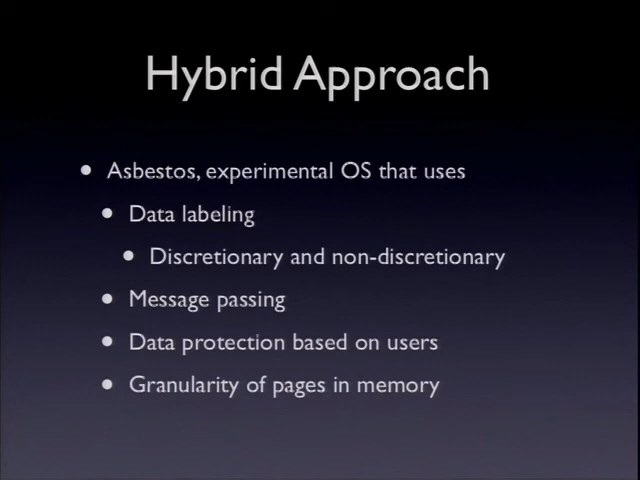 Hybrid Approach
• Asbestos, experimental OS that uses
• Data labeling
• Discretionary and non-discretionary
• Message passing
• Data protection based on users
• Granularity of pages in memory